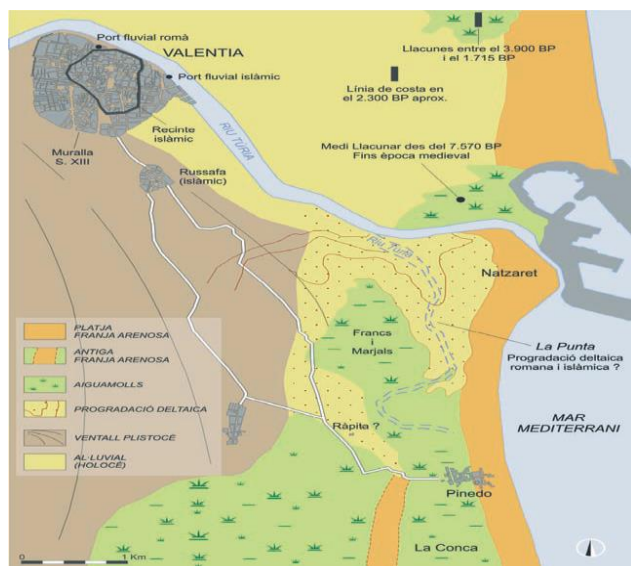 Port fluvial romà
VALENTIA
Port fluvial islàmic
Llacunes entre el 3.900 BP
i el 1.715 BP
Línia de costa en
el 2.300 BP aprox.
Recinte
islàmic
Muralla
S. XIII
RIU TÚRIA
Medi Llacunar des del 7.570 BP
Fins època medieval
Russafa
(islàmic)
RIU TÚRIA
Natzaret
Francs
i
Marjals
La Punta
Progradació deltaica
romana i islàmica ?
PLATJA
FRANJA ARENOSA
ANTIGA
FRANJA ARENOSA
AIGUAMOLLS
PROGRADACIÓ DELTAICA
VENTALL PLISTOCÈ
AL·LUVIAL
(HOLOCÈ)
Ràpita ?
MAR
MEDITERRANI
Pinedo
La Conca
0 1 Km